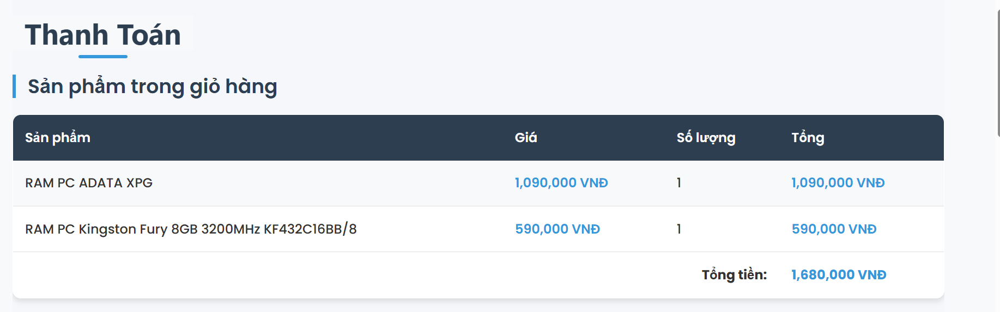 Thanh Toán
Sản phẩm trong giỏ hàng
Sản phẩm Giá Số lượng Tổng
RAM PC ADATA XPG 1,090,000 VNĐ 1 1,090,000 VNĐ
RAM PC Kingston Fury 8GB 3200MHz KF432C16BB/8 590,000 VNĐ 1 590,000 VNĐ
Tổng tiền: 1,680,000 VNĐ